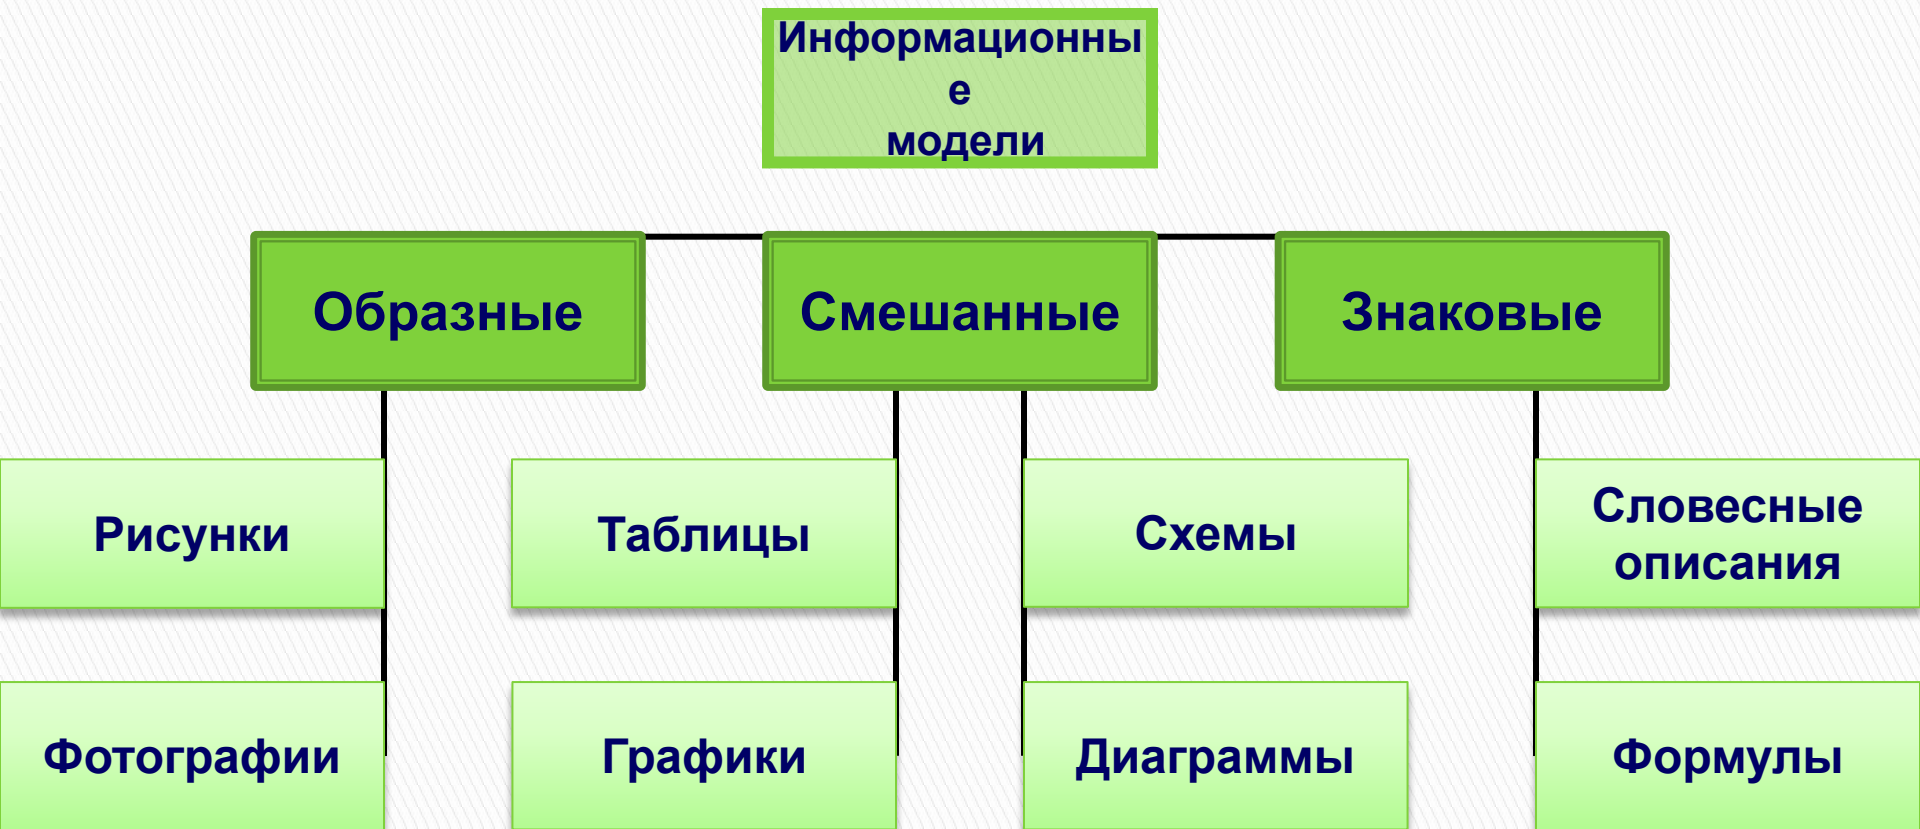 Информационны
е
модели
Образные
Смешанные
Знаковые
Рисунки
Таблицы
Схемы
Словесные
описания
Фотографии
Графики
Диаграммы
Формулы